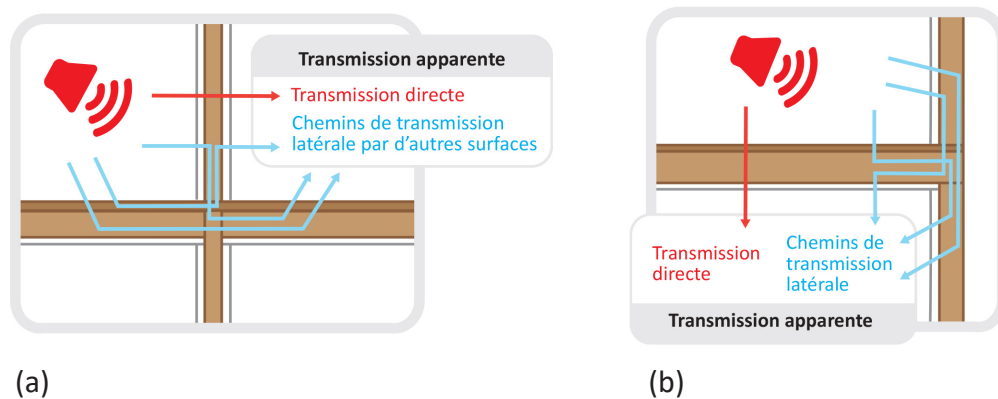 Transmission apparente
Transmission directe
Chemins de transmission
latérale par d'autres surfaces
(a)
Transmission
directe
Chemins de
transmission
latérale
Transmission apparente
(b)